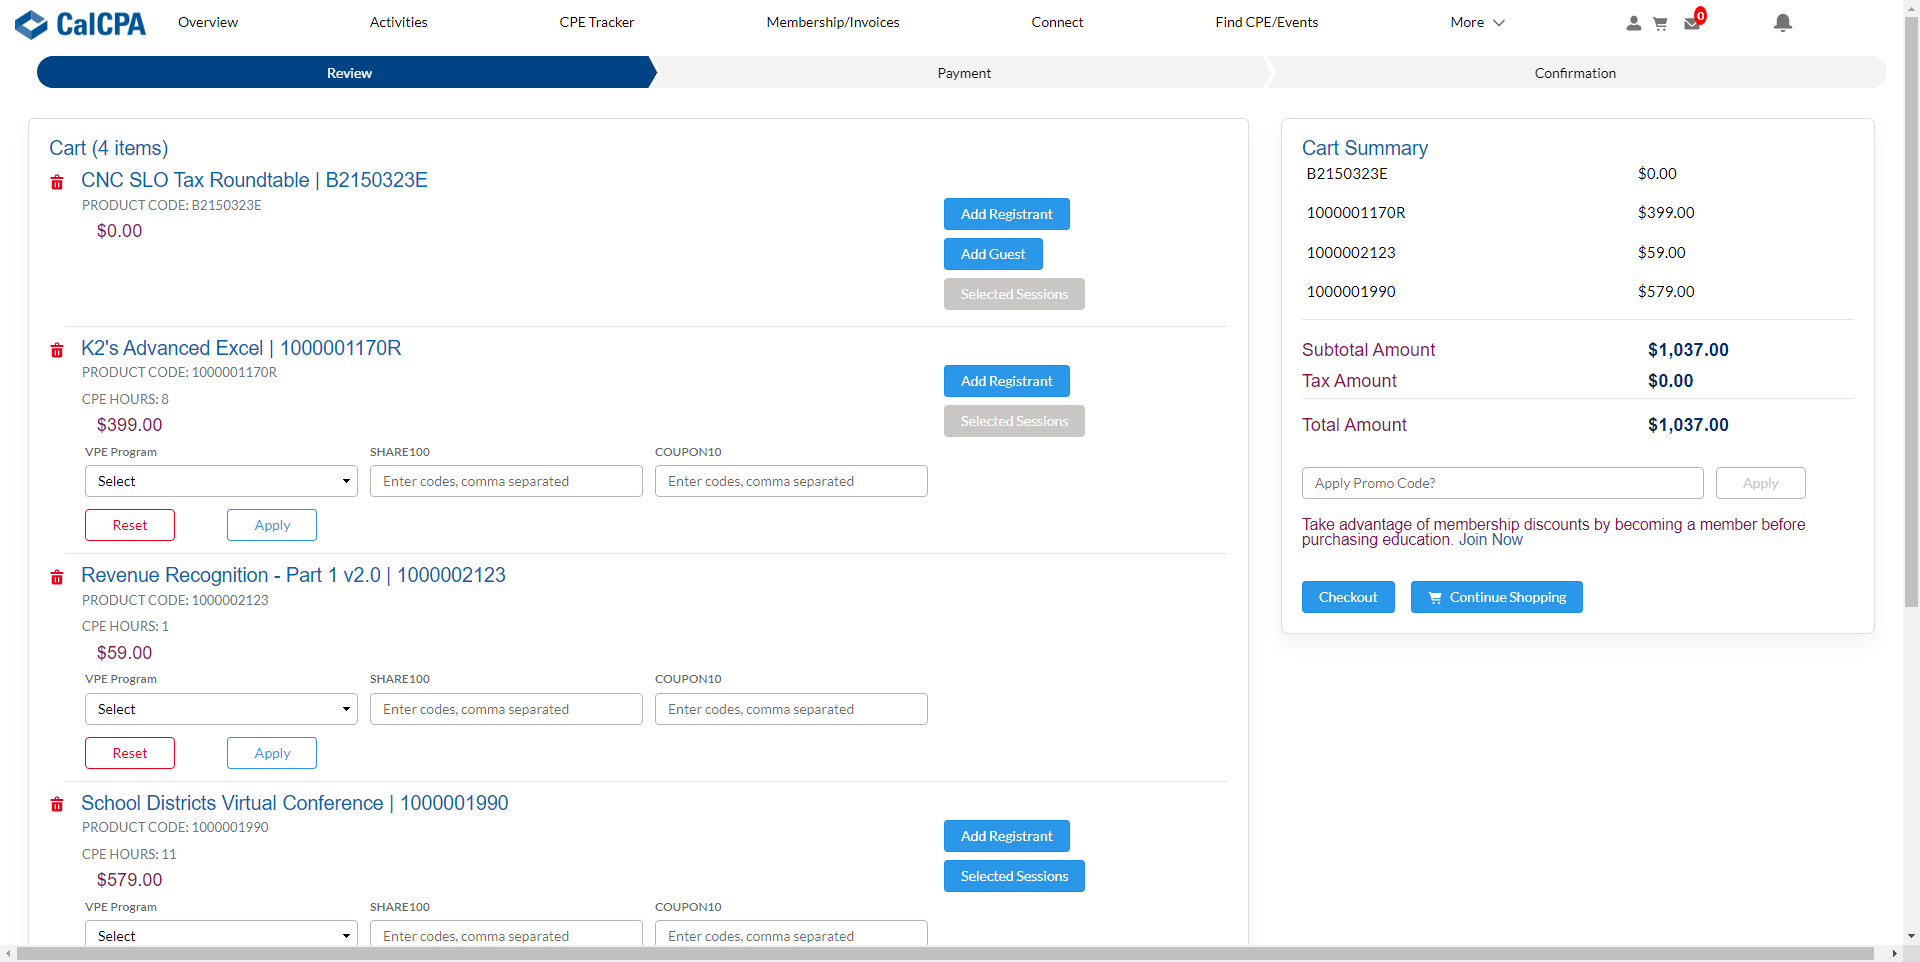 CalCPA
Overview
Activities
CPE Tracker
Membership/Invoices
Connect
Find CPE/Events
More
0
Review
Payment
Confirmation
Cart (4 items)
CNC SLO Tax Roundtable | B2150323E
PRODUCT CODE: B2150323E
$0.00
Add Registrant
Add Guest
Selected Sessions
K2's Advanced Excel | 1000001170R
PRODUCT CODE: 1000001170R
CPE HOURS: 8
$399.00
Add Registrant
Selected Sessions
VPE Program
SHARE100
COUPON10
Select
Enter codes, comma separated
Enter codes, comma separated
Reset
Apply
Revenue Recognition - Part 1 v2.0 | 1000002123
PRODUCT CODE: 1000002123
CPE HOURS: 1
$59.00
VPE Program
SHARE100
COUPON10
Select
Enter codes, comma separated
Enter codes, comma separated
Reset
Apply
School Districts Virtual Conference | 1000001990
PRODUCT CODE: 1000001990
CPE HOURS: 11
$579.00
Add Registrant
Selected Sessions
VPE Program
SHARE100
COUPON10
Select
Enter codes, comma separated
Enter codes, comma separated
Cart Summary
B2150323E $0.00
1000001170R $399.00
1000002123 $59.00
1000001990 $579.00
Subtotal Amount $1,037.00
Tax Amount $0.00
Total Amount $1,037.00
Apply Promo Code?
Apply
Take advantage of membership discounts by becoming a member before
purchasing education. Join Now
Checkout
Continue Shopping